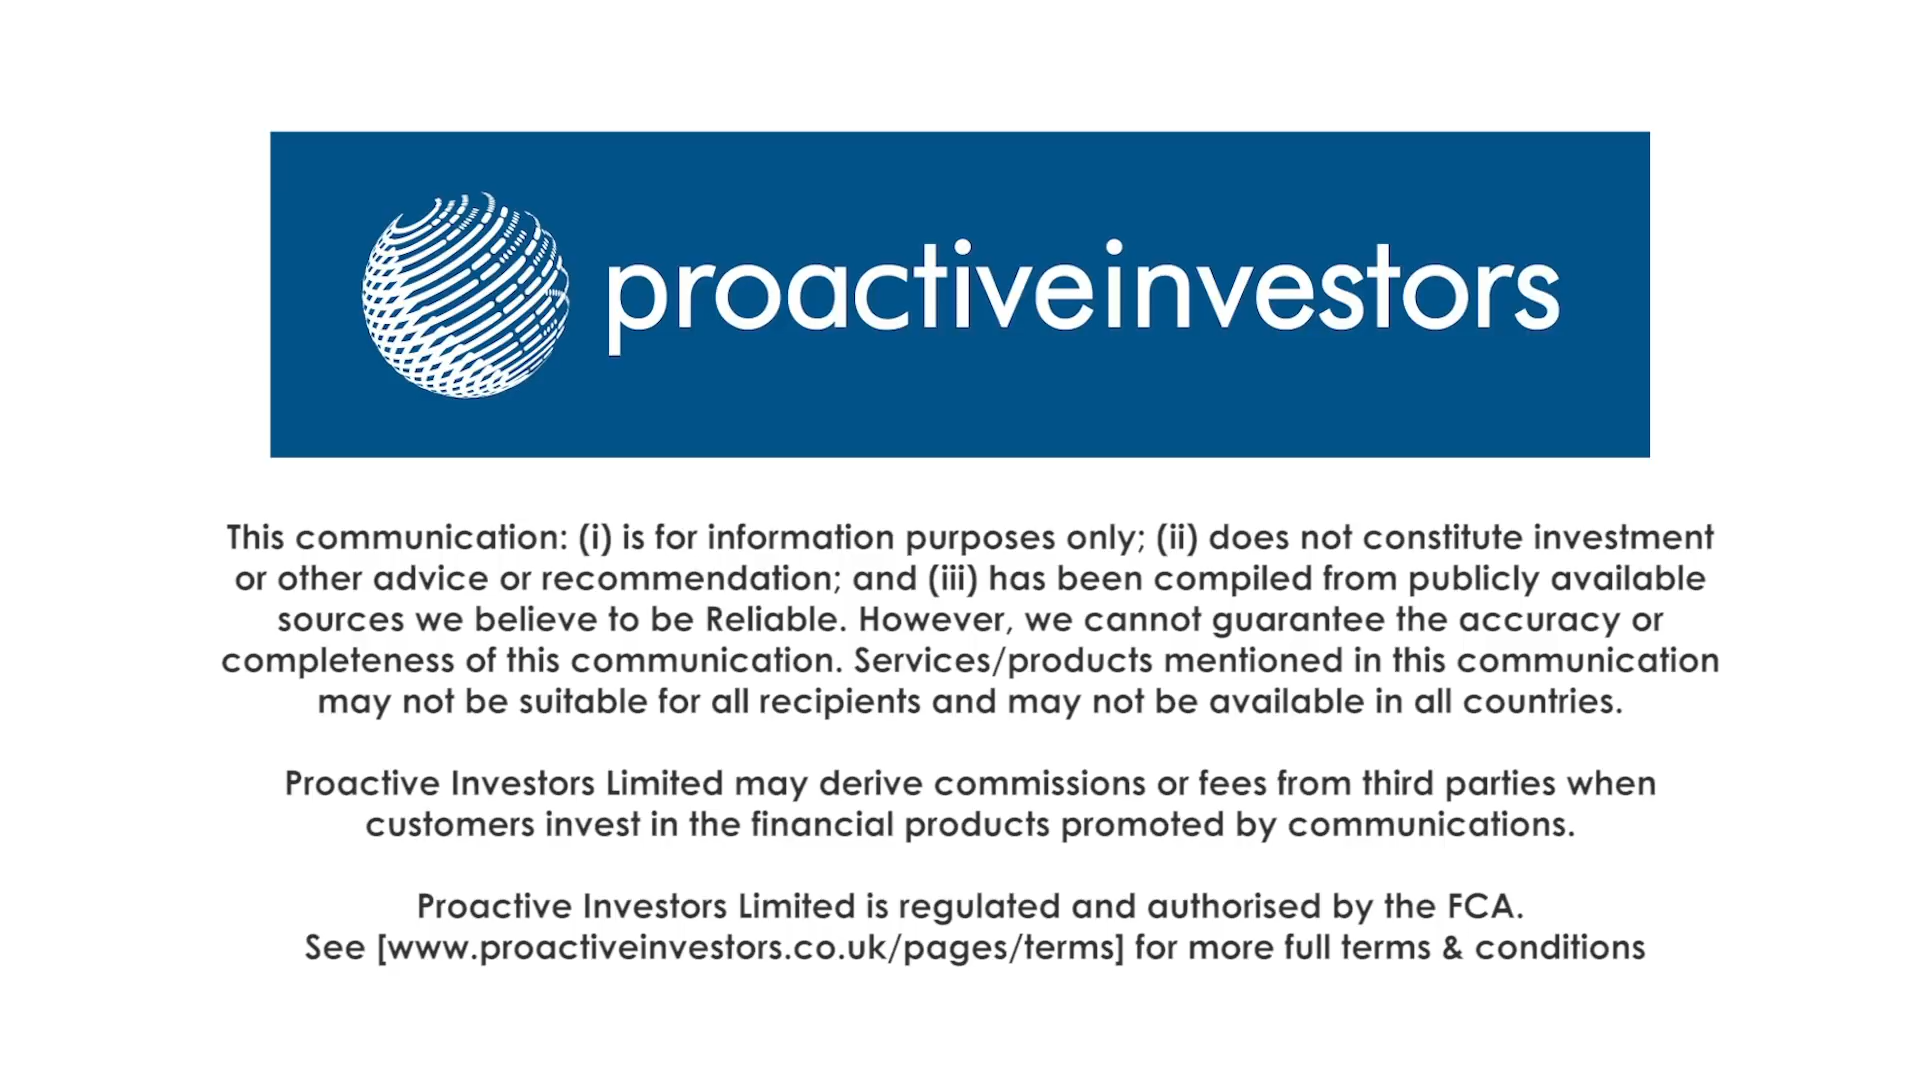 proactiveinvestors
This communication: (i) is for information purposes only; (ii) does not constitute investment
or other advice or recommendation; and (iii) has been compiled from publicly available
sources we believe to be Reliable. However, we cannot guarantee the accuracy or
completeness of this communication. Services/products mentioned in this communication
may not be suitable for all recipients and may not be available in all countries.
Proactive Investors Limited may derive commissions or fees from third parties when
customers invest in the financial products promoted by communications.
Proactive Investors Limited is regulated and authorised by the FCA.
See [www.proactiveinvestors.co.uk/pages/terms] for more full terms & conditions